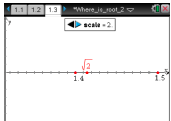 1.1 1.2 1.3 *Where_is_root_2
scale = 2.
y
√2
x
1.4 1.5